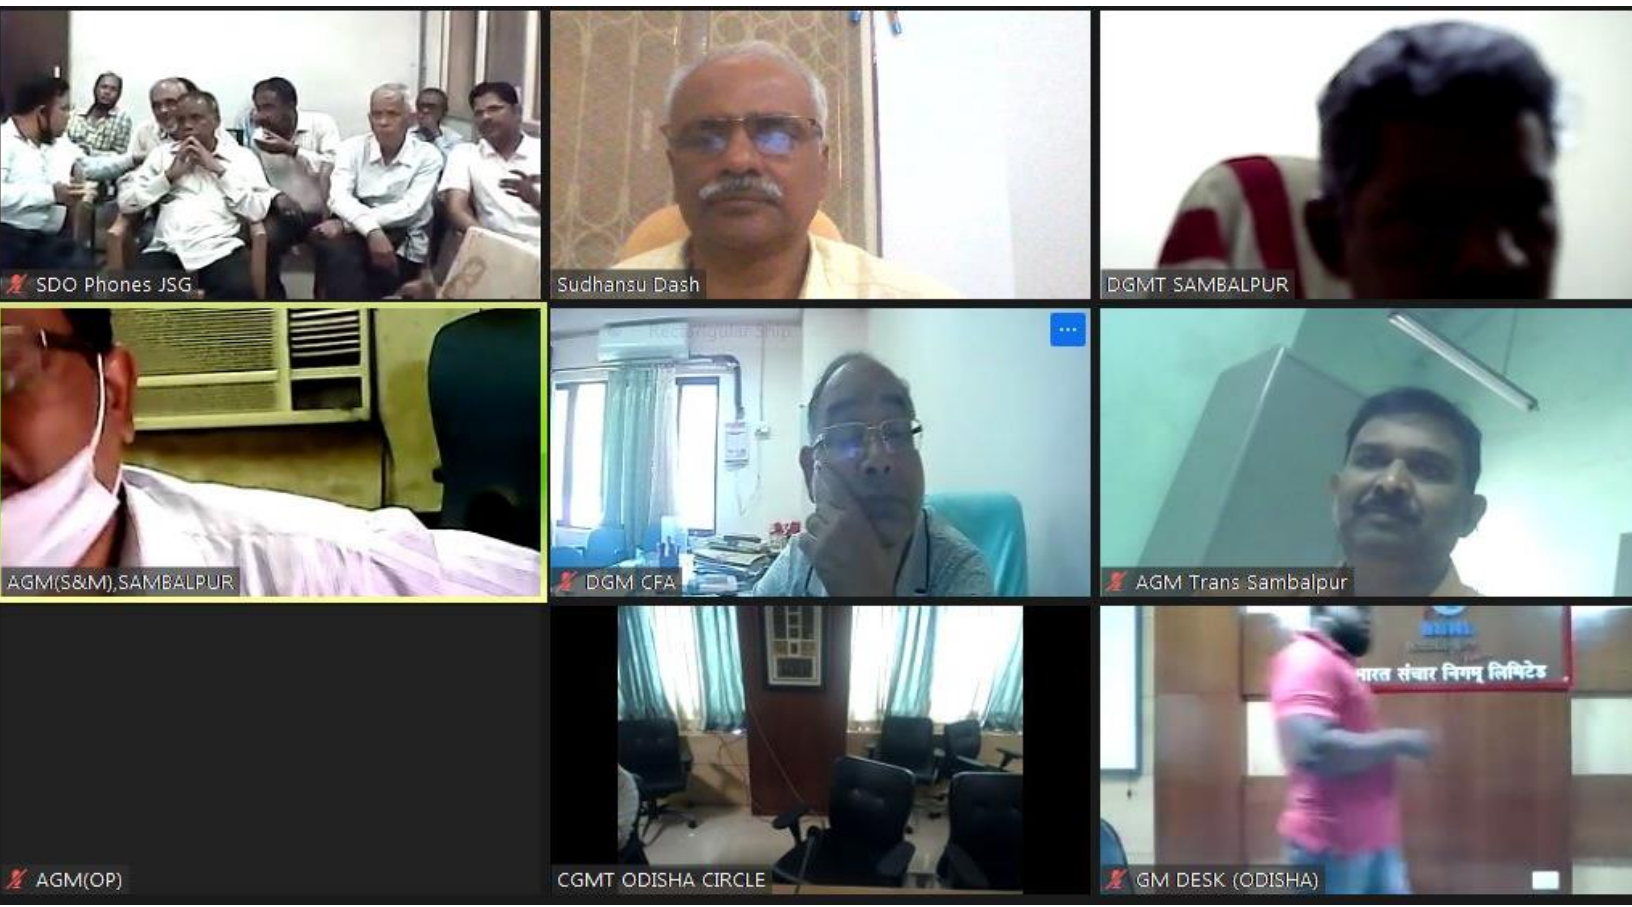 SDO Phones JSG
Sudhansu Dash
DGMT SAMBALPUR
AGM(S&M),SAMBALPUR
DGM CFA
AGM Trans Sambalpur
AGM(OP)
CGMT ODISHA CIRCLE
BSNL
भारत संचार निगम लिमिटेड
GM DESK (ODISHA)